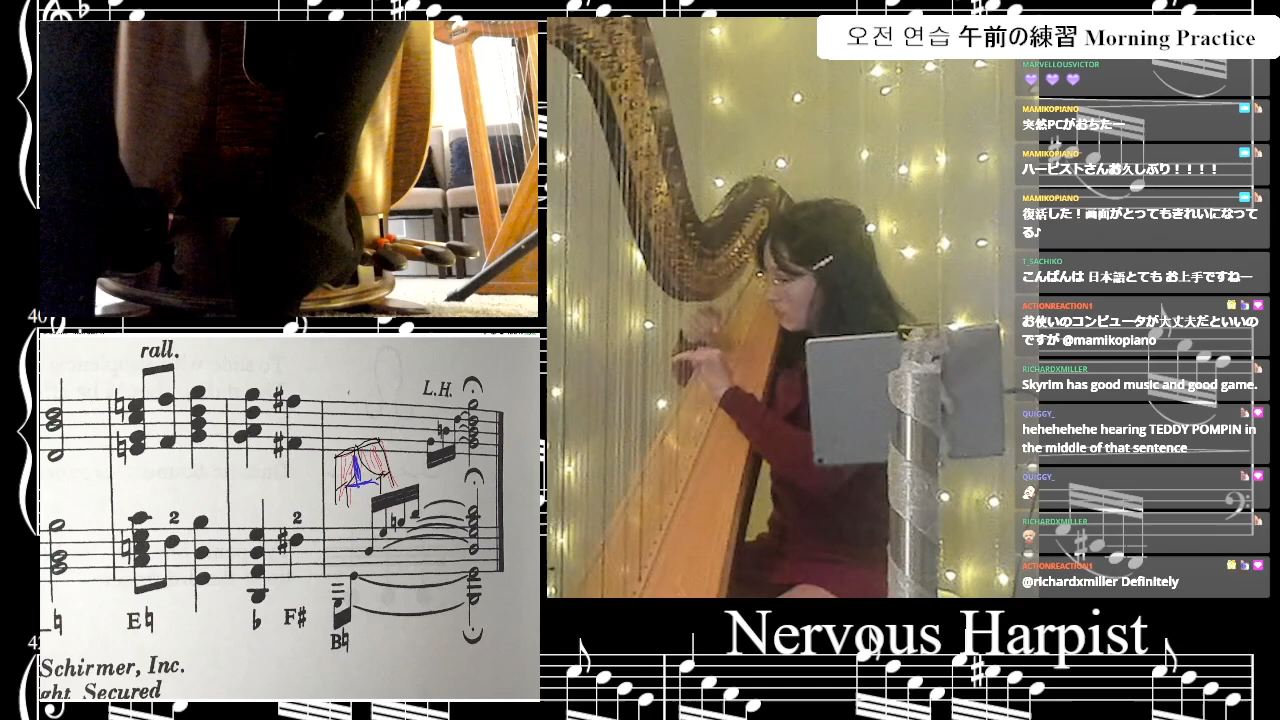 오전 연습 午前の練習 Morning Practice
MARVELLOUSVICTOR
MAMIKOPIANO
突然PCがおちたー
MAMIKOPIANO
ハーピストさんお久しぶり！！！！
MAMIKOPIANO
復活した！画面がとってもきれいになって
る♪
T_SACHIKO
こんばんは 日本語とても お上手ですねー
ACTIONREACTION1
お使いのコンピュータが大丈夫だといいの
ですが @mamikopiano
RICHARDXMILLER
Skyrim has good music and good game.
QUIGGY_
hehehehehe hearing TEDDY POMPIN in
the middle of that sentence
QUIGGY_
RICHARDXMILLER
ACTIONREACTION1
@richardxmiller Definitely
40
rall.
L.H.
2
2
E♮
♭
F#
B♮
Schirmer, Inc.
ght Secured
Nervous Harpist